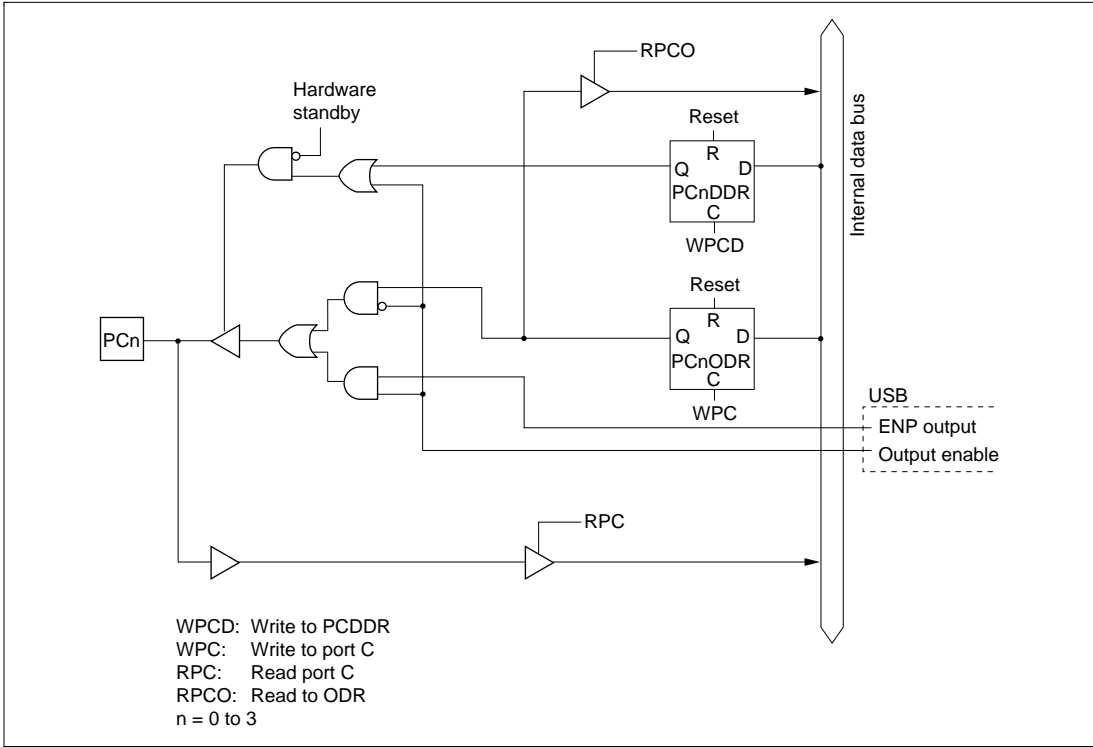 RPCO
Hardware
standby
Reset
R
Q D
PCnDDR
C
WPCD
Internal data bus
Reset
R
Q D
PCnODR
C
WPC
PCn
USB
ENP output
Output enable
RPC
WPCD: Write to PCDDR
WPC: Write to port C
RPC: Read port C
RPCO: Read to ODR
n = 0 to 3